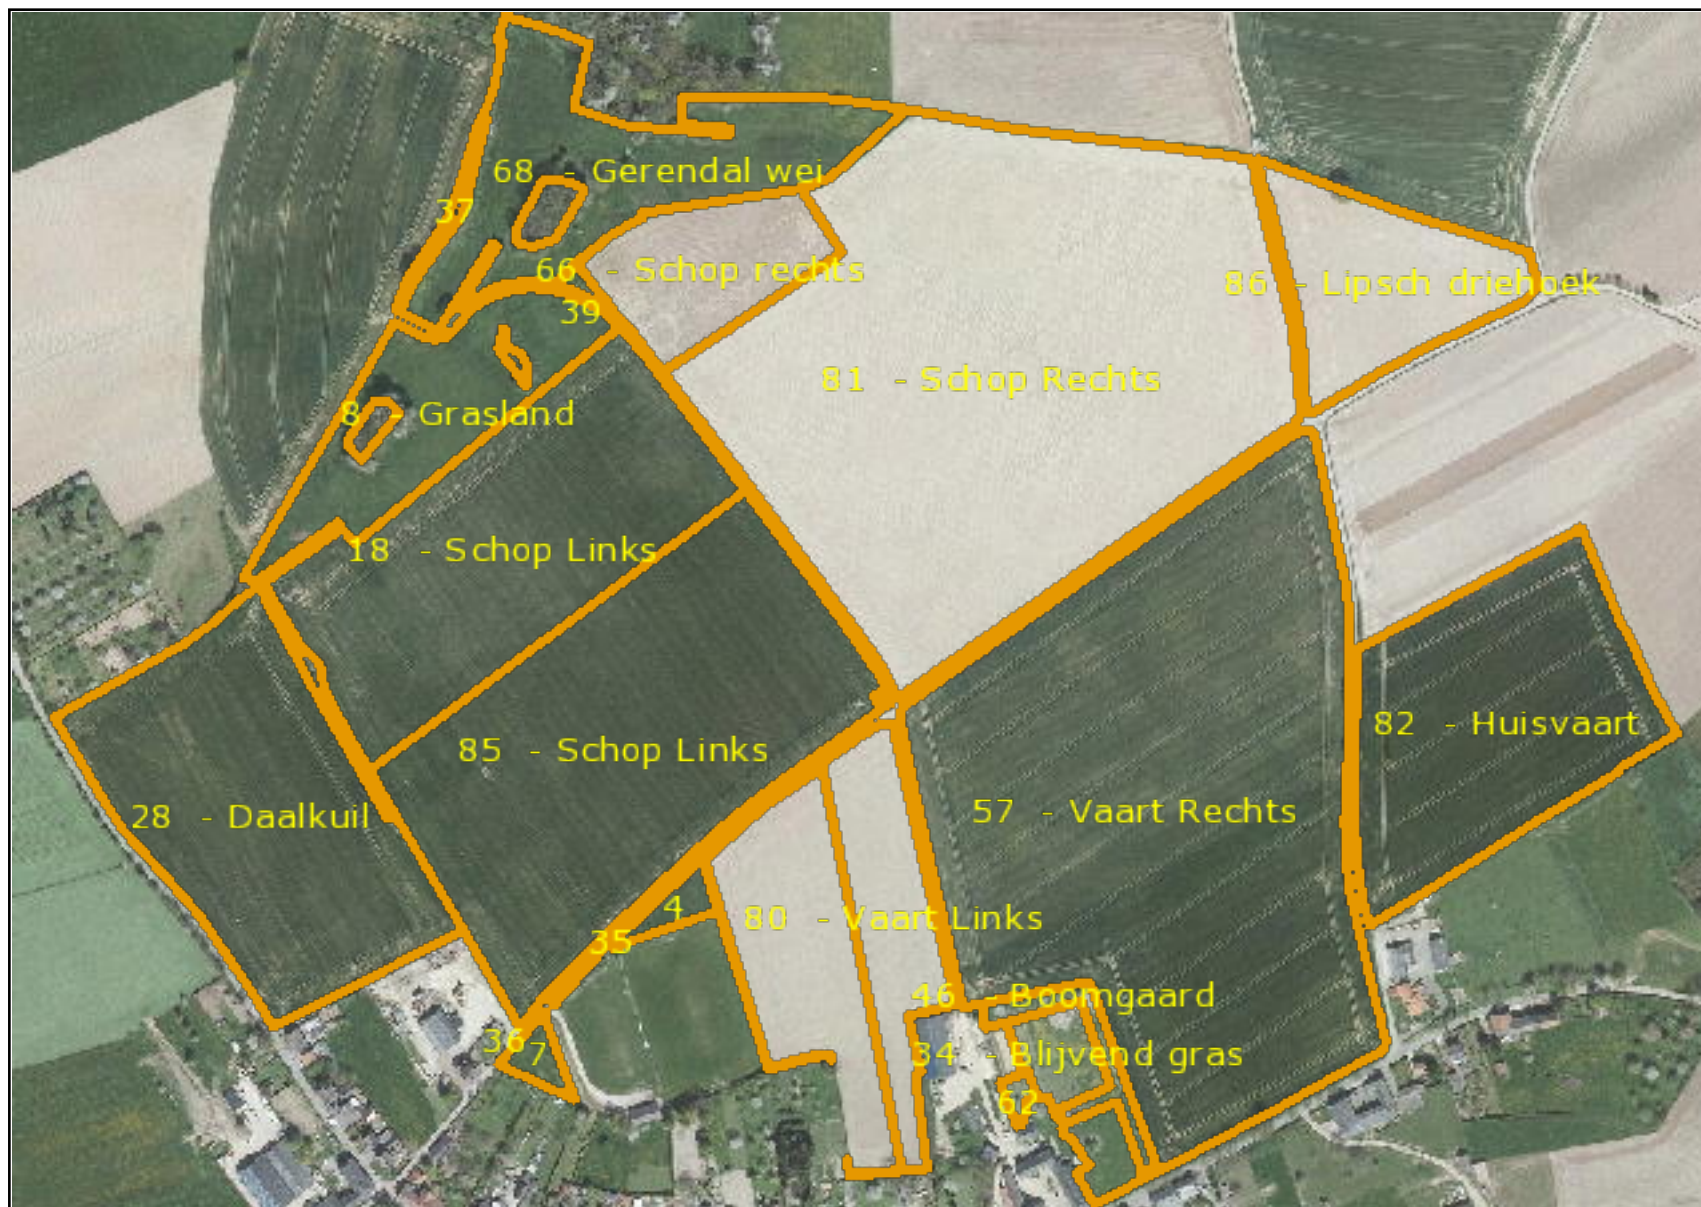 68 - Gerendal wei
37
66 - Schop rechts
86 - Lipsch driehoek
39
81 - Schop Rechts
8 - Grasland
18 - Schop Links
82 - Huisvaart
85 - Schop Links
57 - Vaart Rechts
28 - Daalkuil
4
80 - Vaart Links
35
46 - Boomgaard
36
7
34 - Blijvend gras
62